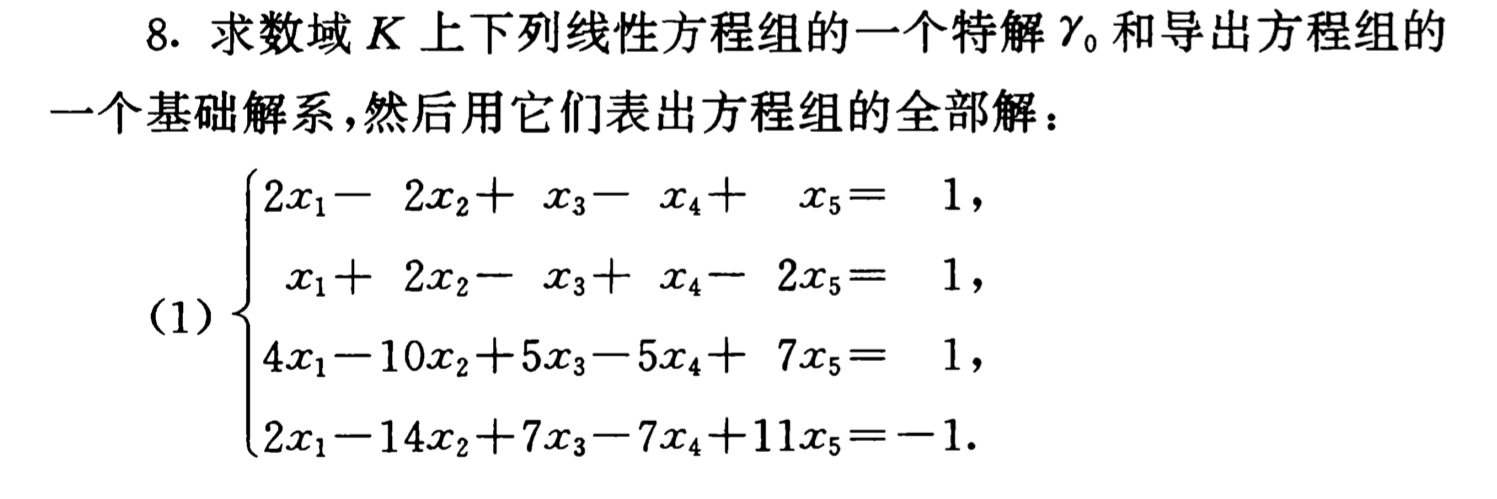 8. 求数域 K 上下列线性方程组的一个特解 γ₀ 和导出方程组的
一个基础解系,然后用它们表出方程组的全部解:
2x₁− 2x₂+ x₃− x₄+ x₅= 1,
x₁+ 2x₂− x₃+ x₄− 2x₅= 1,
(1)
4x₁−10x₂+5x₃−5x₄+ 7x₅= 1,
2x₁−14x₂+7x₃−7x₄+11x₅=−1.